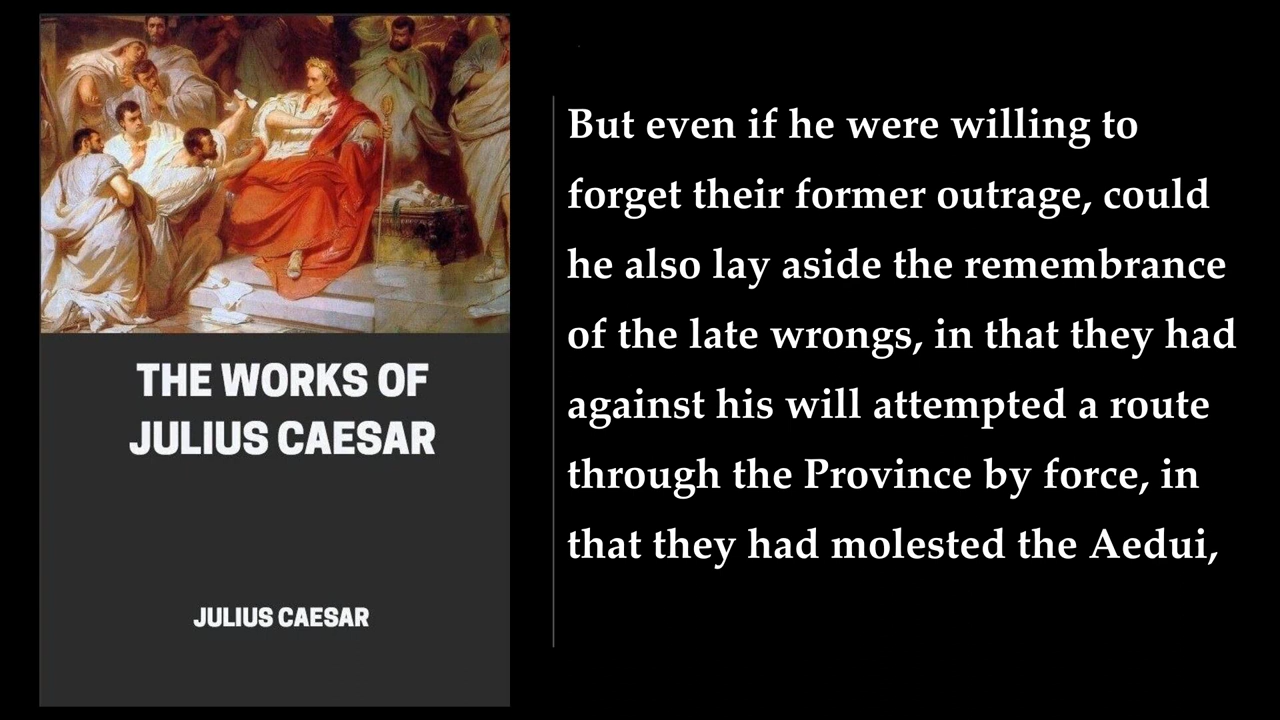 THE WORKS OF
JULIUS CAESAR
JULIUS CAESAR
But even if he were willing to
forget their former outrage, could
he also lay aside the remembrance
of the late wrongs, in that they had
against his will attempted a route
through the Province by force, in
that they had molested the Aedui,